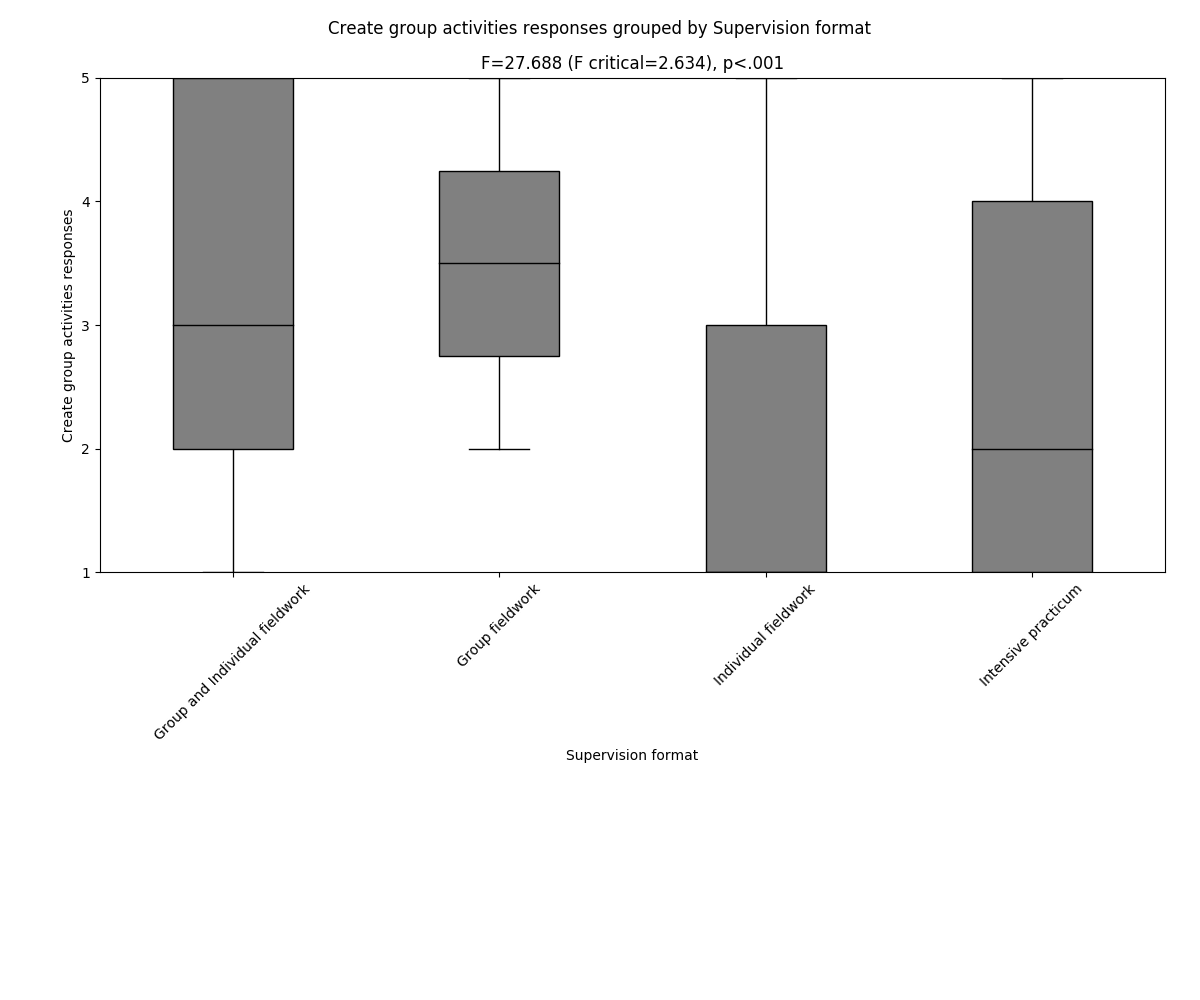 Create group activities responses grouped by Supervision format
F=27.688 (F critical=2.634), p<.001
5
4
3
2
1
Create group activities responses
Group and Individual fieldwork
Group fieldwork
Individual fieldwork
Intensive practicum
Supervision format